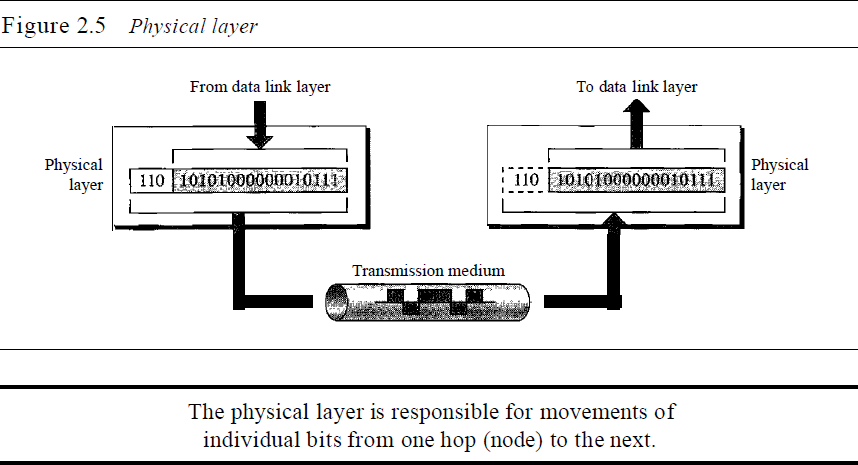 Figure 2.5 Physical layer
From data link layer
To data link layer
Physical
layer
110 10101000000010111
110 10101000000010111
Physical
layer
Transmission medium
The physical layer is responsible for movements of
individual bits from one hop (node) to the next.